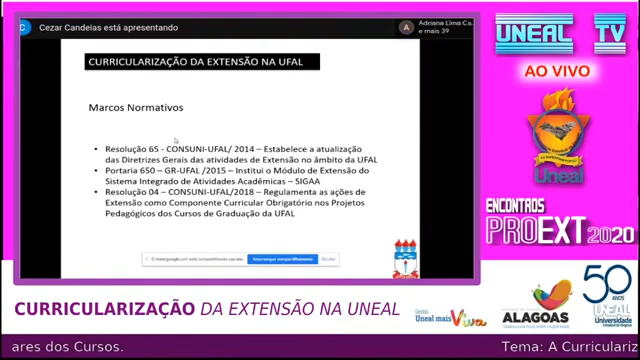 Cezar Candeias está apresentando
Adriana Lima Ca...
e mais 39
CURRICULARIZAÇÃO DA EXTENSÃO NA UFAL
Marcos Normativos
• Resolução 65 - CONSUNI-UFAL/ 2014 – Estabelece a atualização
das Diretrizes Gerais das atividades de Extensão no âmbito da UFAL
• Portaria 650 – GR-UFAL /2015 – Institui o Módulo de Extensão do
Sistema Integrado de Atividades Acadêmicas – SIGAA
• Resolução 04 – CONSUNI-UFAL/2018 – Regulamenta as ações de
Extensão como Componente Curricular Obrigatório nos Projetos
Pedagógicos dos Cursos de Graduação da UFAL
UNEAL TV
AO VIVO
Uneal
ENCONTROS
PROEXT 2020
CURRICULARIZAÇÃO DA EXTENSÃO NA UNEAL
Uneal mais Viva
ALAGOAS
50
ANOS
UNEAL
Universidade
Estadual de Alagoas
ares dos Cursos.
Tema: A Curriculariz